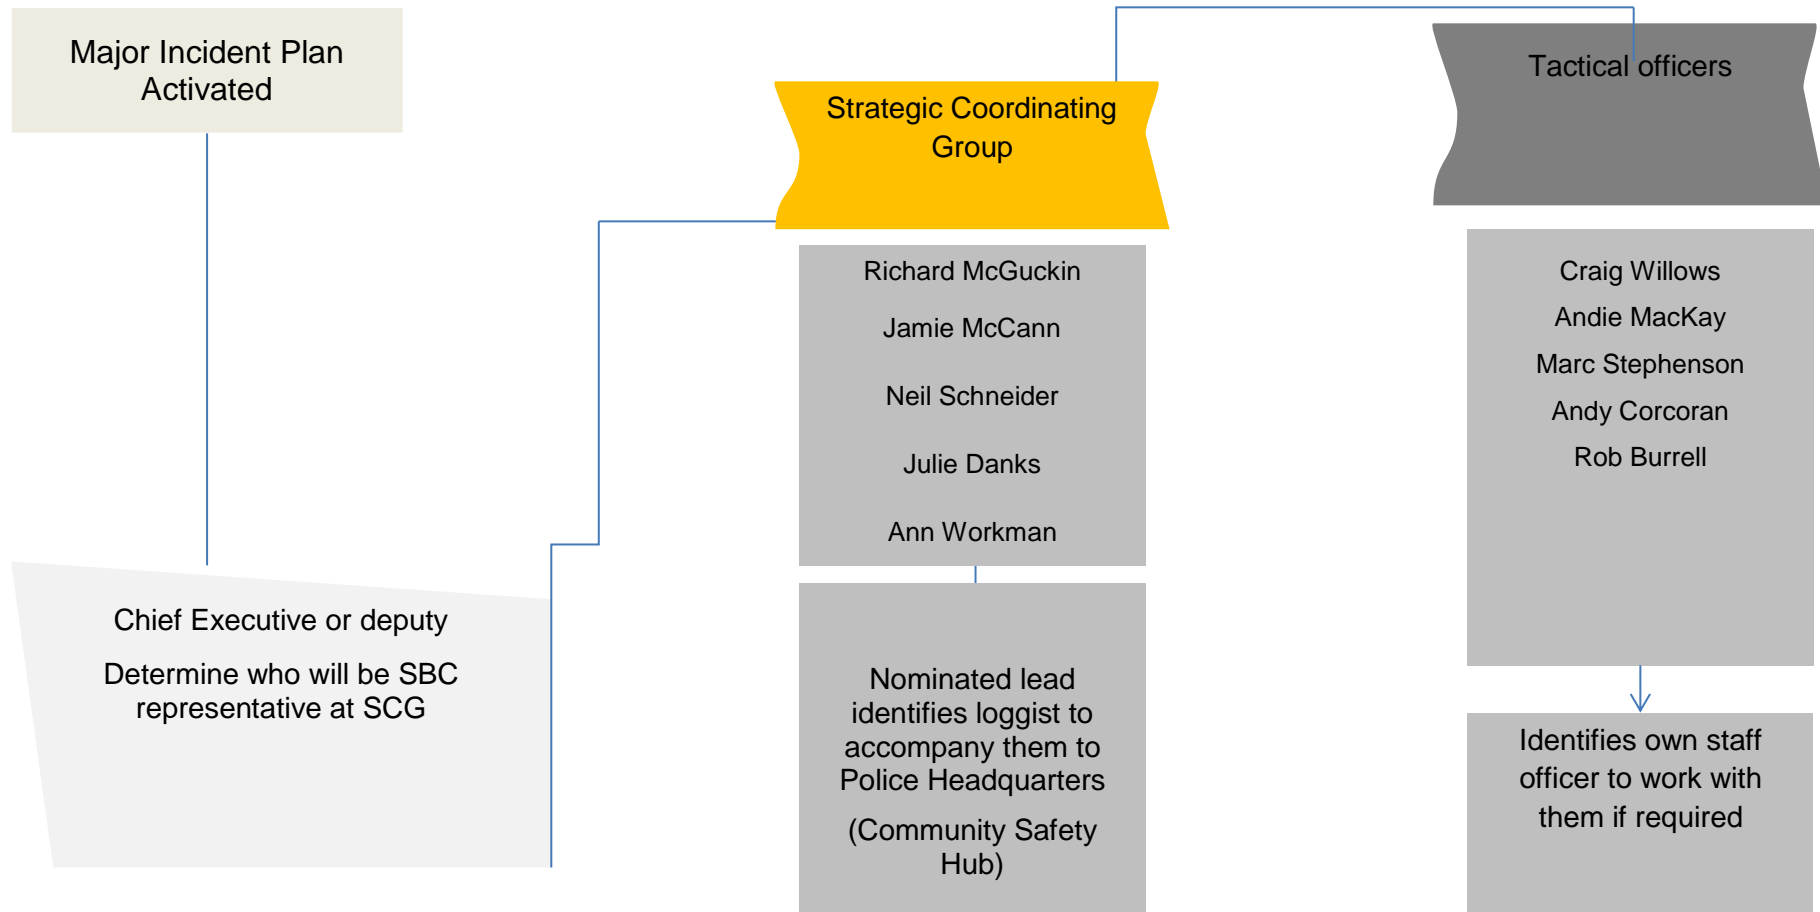 Major Incident Plan
Activated
Chief Executive or deputy
Determine who will be SBC
representative at SCG
Strategic Coordinating
Group
Richard McGuckin
Jamie McCann
Neil Schneider
Julie Danks
Ann Workman
Nominated lead
identifies loggist to
accompany them to
Police Headquarters
(Community Safety
Hub)
Tactical officers
Craig Willows
Andie MacKay
Marc Stephenson
Andy Corcoran
Rob Burrell
Identifies own staff
officer to work with
them if required